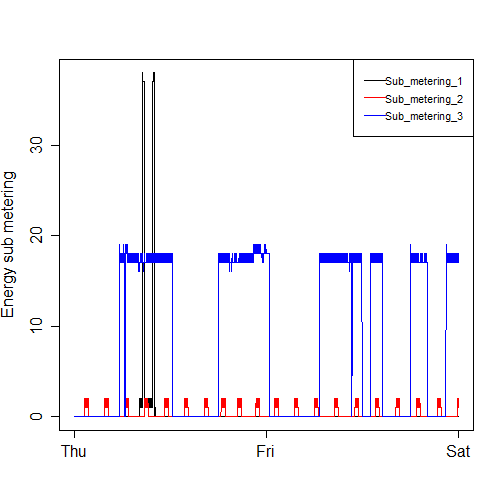 Sub_metering_1
Sub_metering_2
Sub_metering_3
Energy sub metering
30
20
10
0
Thu Fri Sat